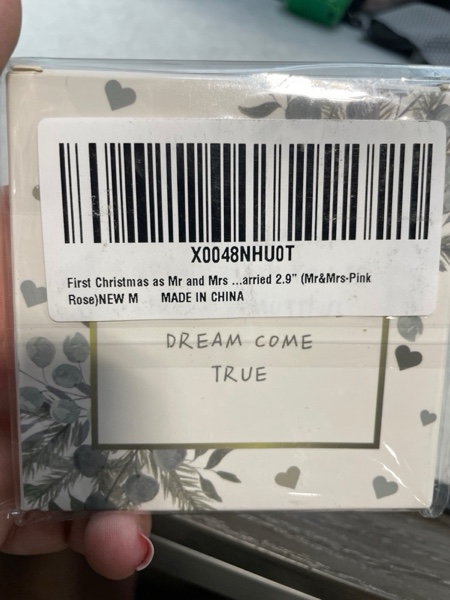 X0048NHU0T
First Christmas as Mr and Mrs ...arried 2.9" (Mr&Mrs-Pink
Rose)NEW M MADE IN CHINA
DREAM COME
TRUE